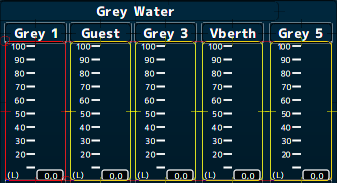 Grey Water
Grey 1 Guest Grey 3 Vberth Grey 5
100 100 100 100 100
90 90 90 90 90
80 80 80 80 80
70 70 70 70 70
60 60 60 60 60
50 50 50 50 50
40 40 40 40 40
30 30 30 30 30
20 20 20 20 20
(L) 0,0 (L) 0,0 (L) 0,0 (L) 0,0 (L) 0,0